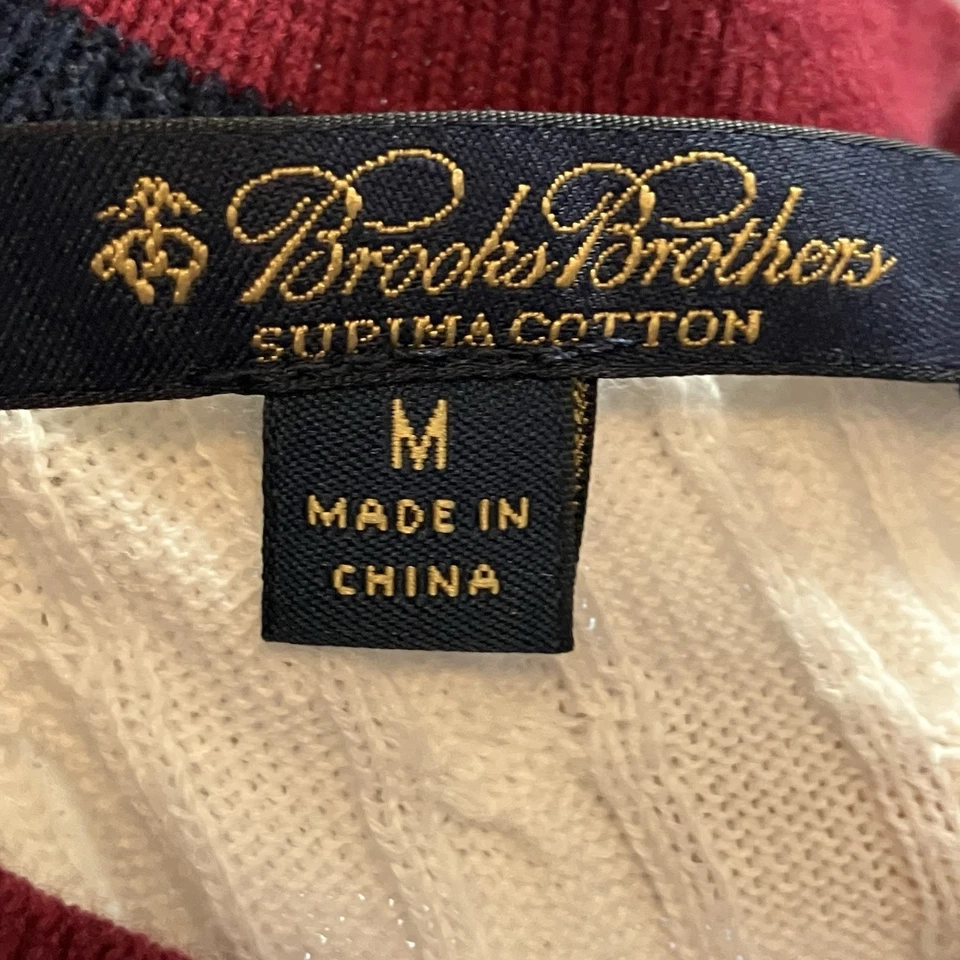 Brooks Brothers
SUPIMA COTTON
M
MADE IN
CHINA